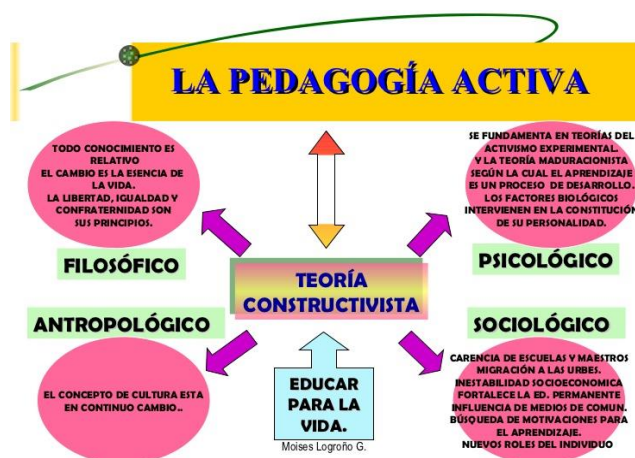 LA PEDAGOGÍA ACTIVA
TODO CONOCIMIENTO ES
RELATIVO
EL CAMBIO ES LA ESENCIA DE
LA VIDA.
LA LIBERTAD, IGUALDAD Y
CONFRATERNIDAD SON
SUS PRINCIPIOS.
FILOSÓFICO
SE FUNDAMENTA EN TEORÍAS DEL
ACTIVISMO EXPERIMENTAL.
Y LA TEORÍA MADURACIONISTA
SEGÚN LA CUAL EL APRENDIZAJE
ES UN PROCESO DE DESARROLLO.
LOS FACTORES BIOLÓGICOS
INTERVIENEN EN LA CONSTITUCIÓN
DE SU PERSONALIDAD.
PSICOLÓGICO
TEORÍA
CONSTRUCTIVISTA
ANTROPOLÓGICO
EL CONCEPTO DE CULTURA ESTA
EN CONTINUO CAMBIO..
SOCIOLÓGICO
CARENCIA DE ESCUELAS Y MAESTROS
MIGRACIÓN A LAS URBES.
INESTABILIDAD SOCIOECONOMICA
FORTALECE LA ED. PERMANENTE
INFLUENCIA DE MEDIOS DE COMUN.
BÚSQUEDA DE MOTIVACIONES PARA
EL APRENDIZAJE.
NUEVOS ROLES DEL INDIVIDUO
EDUCAR
PARA LA
VIDA.
Moises Logroño G.